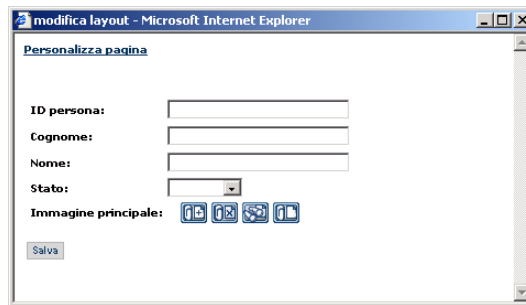 modifica layout - Microsoft Internet Explorer
Personalizza pagina
ID persona:
Cognome:
Nome:
Stato:
Immagine principale:
Salva